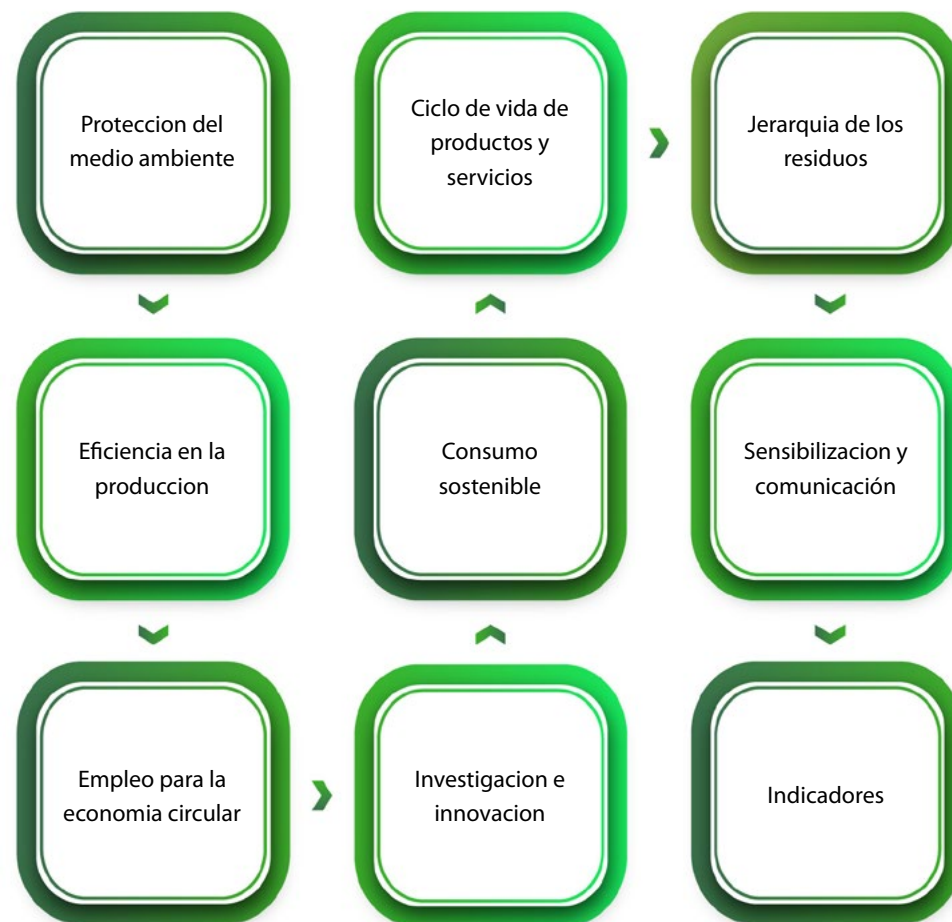 Proteccion del
medio ambiente
Eficiencia en la
produccion
Empleo para la
economia circular
Investigacion e
innovacion
Consumo
sostenible
Ciclo de vida de
productos y
servicios
Jerarquia de los
residuos
Sensibilizacion y
comunicación
Indicadores